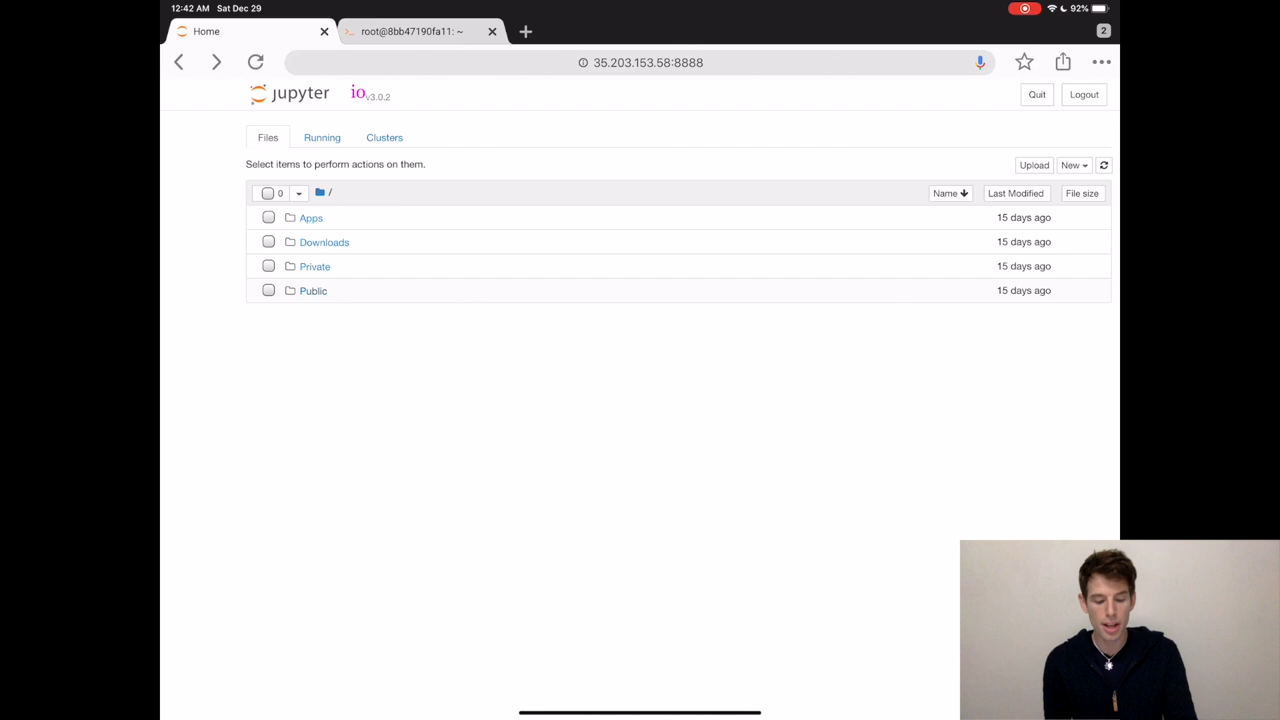 12:42 AM Sat Dec 29 92%
Home root@8bb47190fa11: ~ 2
35.203.153.58:8888
jupyter io v3.0.2 Quit Logout
Files Running Clusters
Select items to perform actions on them. Upload New
0 / Name Last Modified File size
Apps 15 days ago
Downloads 15 days ago
Private 15 days ago
Public 15 days ago